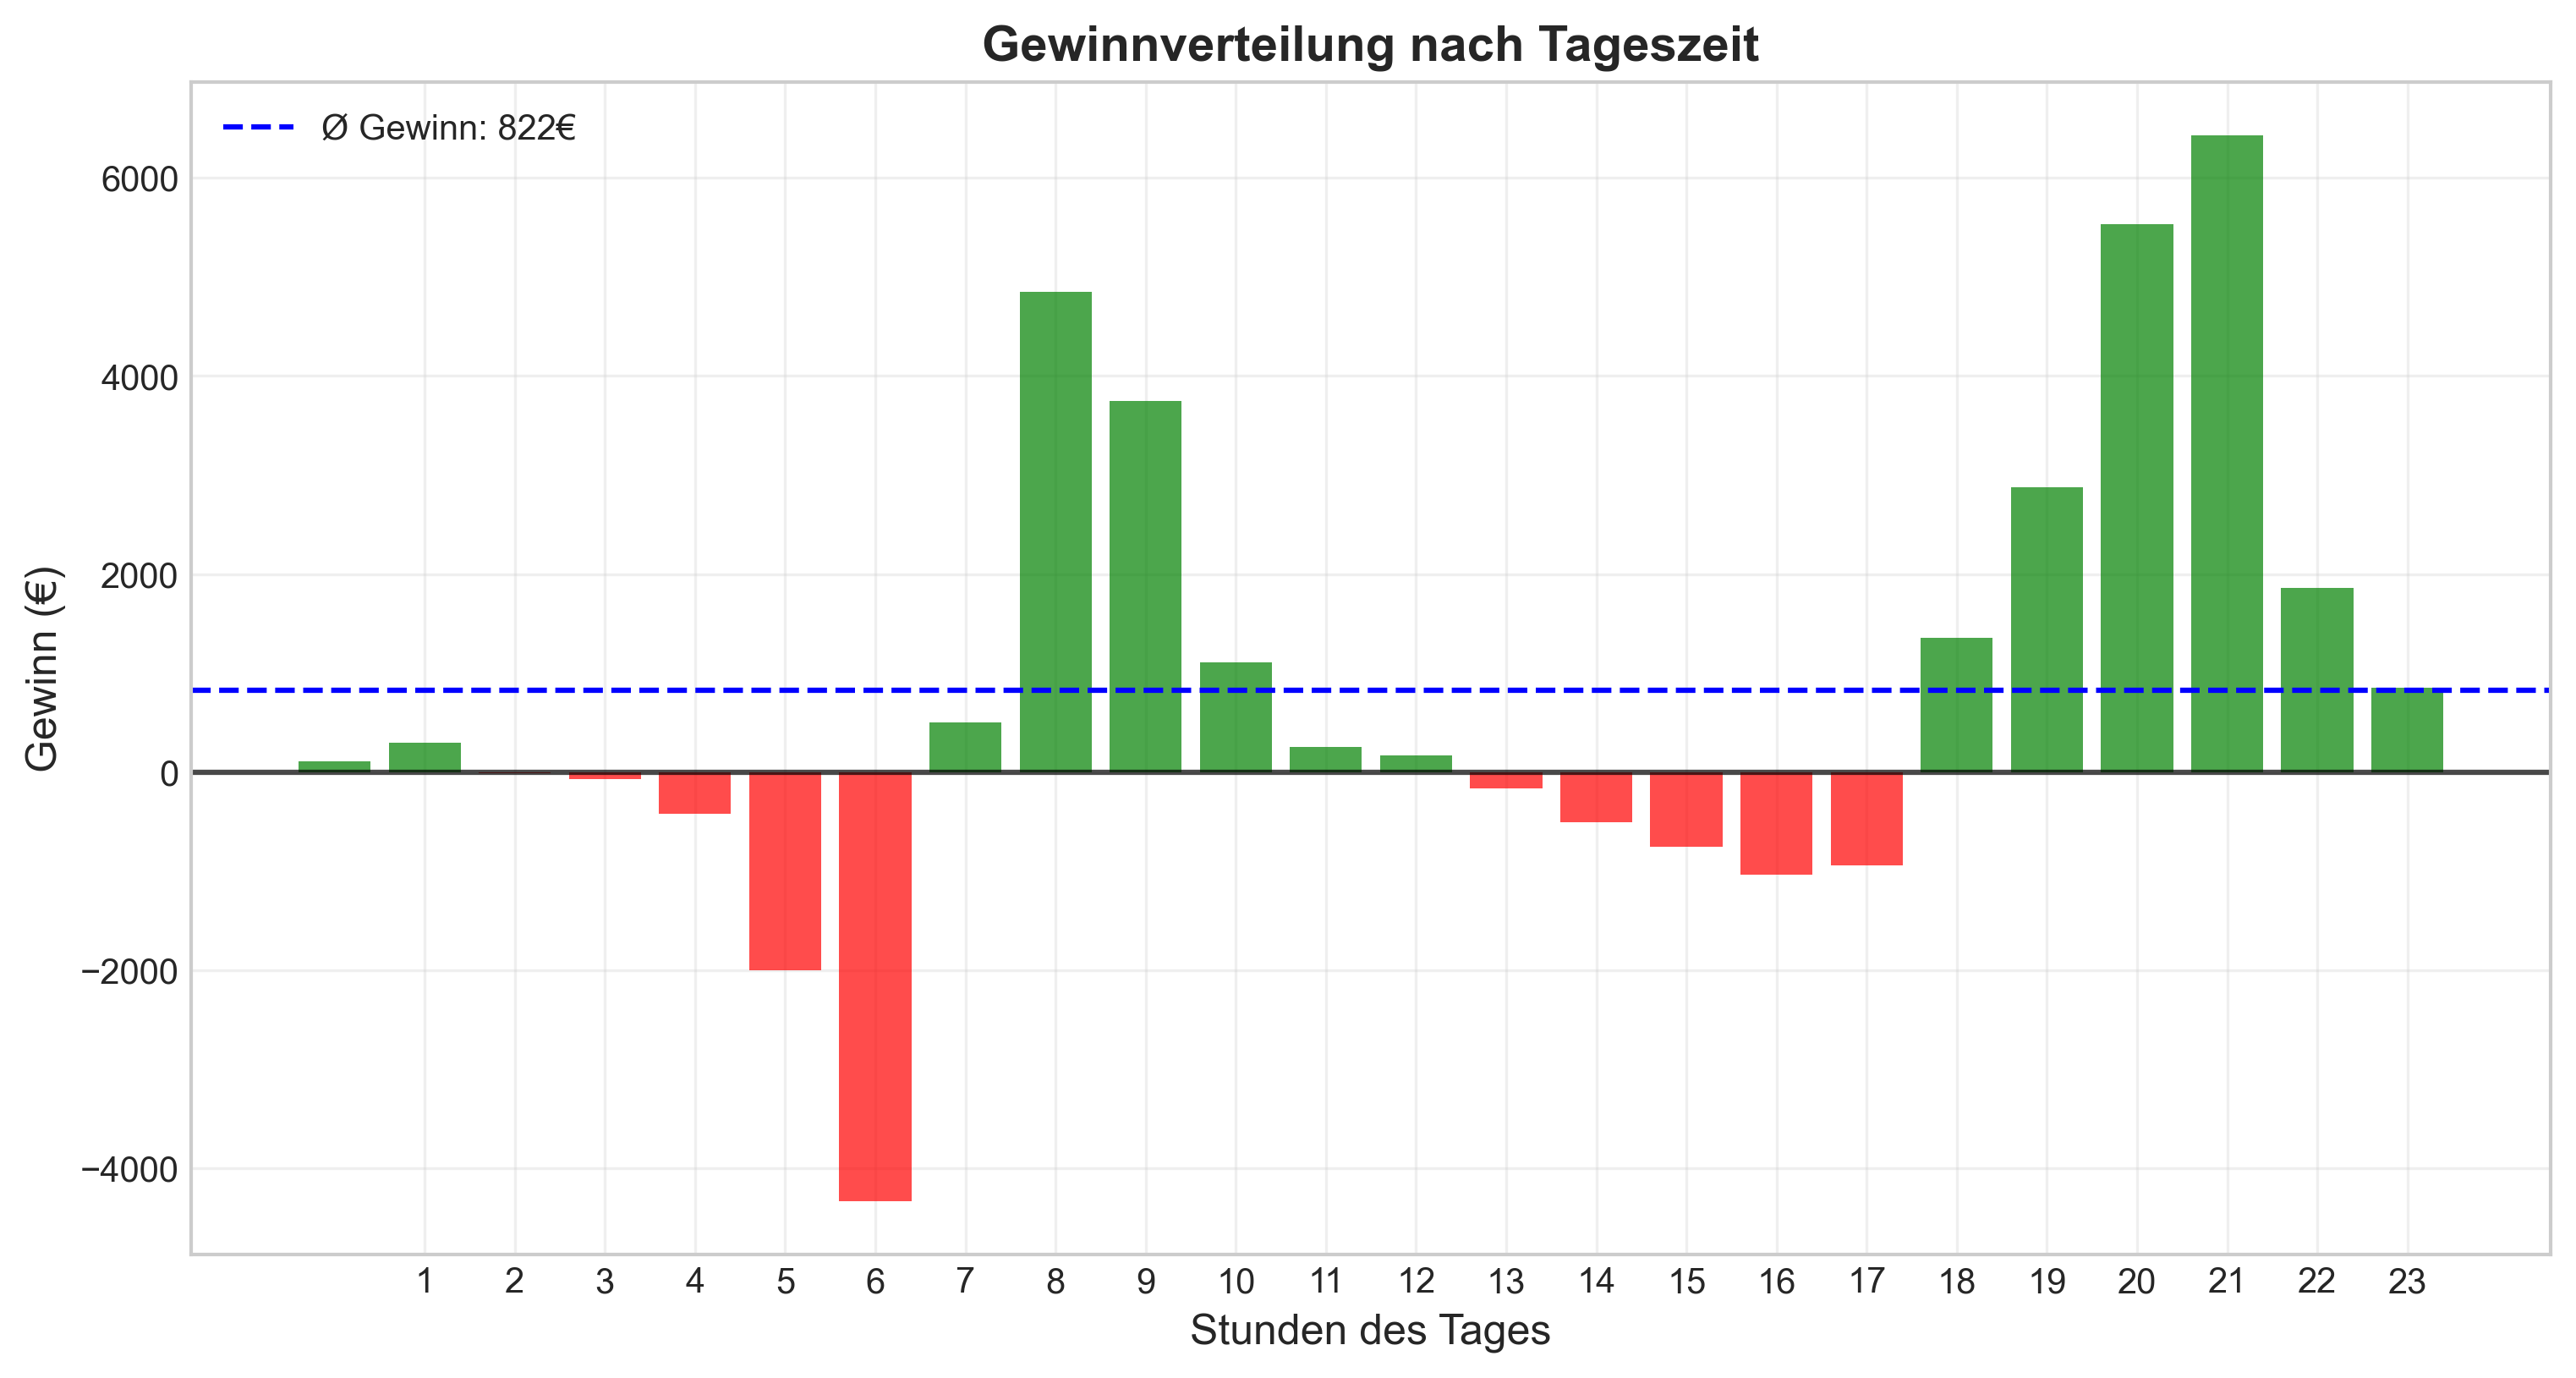 Gewinnverteilung nach Tageszeit
Ø Gewinn: 822€
Gewinn (€)
6000
4000
2000
0
−2000
−4000
1 2 3 4 5 6 7 8 9 10 11 12 13 14 15 16 17 18 19 20 21 22 23
Stunden des Tages